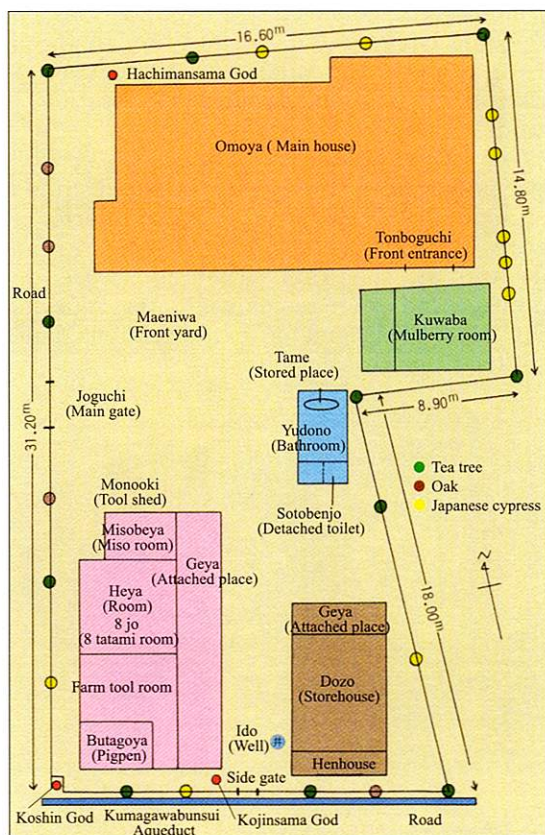 16.60m
Hachimansama God
14.80m
Omoya ( Main house)
Tonboguchi
(Front entrance)
Road
Maeniwa
(Front yard)
Kuwaba
(Mulberry room)
Tame
(Stored place)
Joguchi
(Main gate)
31.20m
8.90m
Yudono
(Bathroom)
Tea tree
Oak
Japanese cypress
Monooki
(Tool shed)
Sotobenjo
(Detached toilet)
Misobeya
(Miso room)
Geya
(Attached place)
N
18.00m
Heya
(Room)
8 jo
(8 tatami room)
Geya
(Attached place)
Farm tool room
Dozo
(Storehouse)
Ido
(Well)
#
Butagoya
(Pigpen)
Henhouse
Side gate
Koshin God
Kumagawabunsui
Aqueduct
Kojinsama God
Road